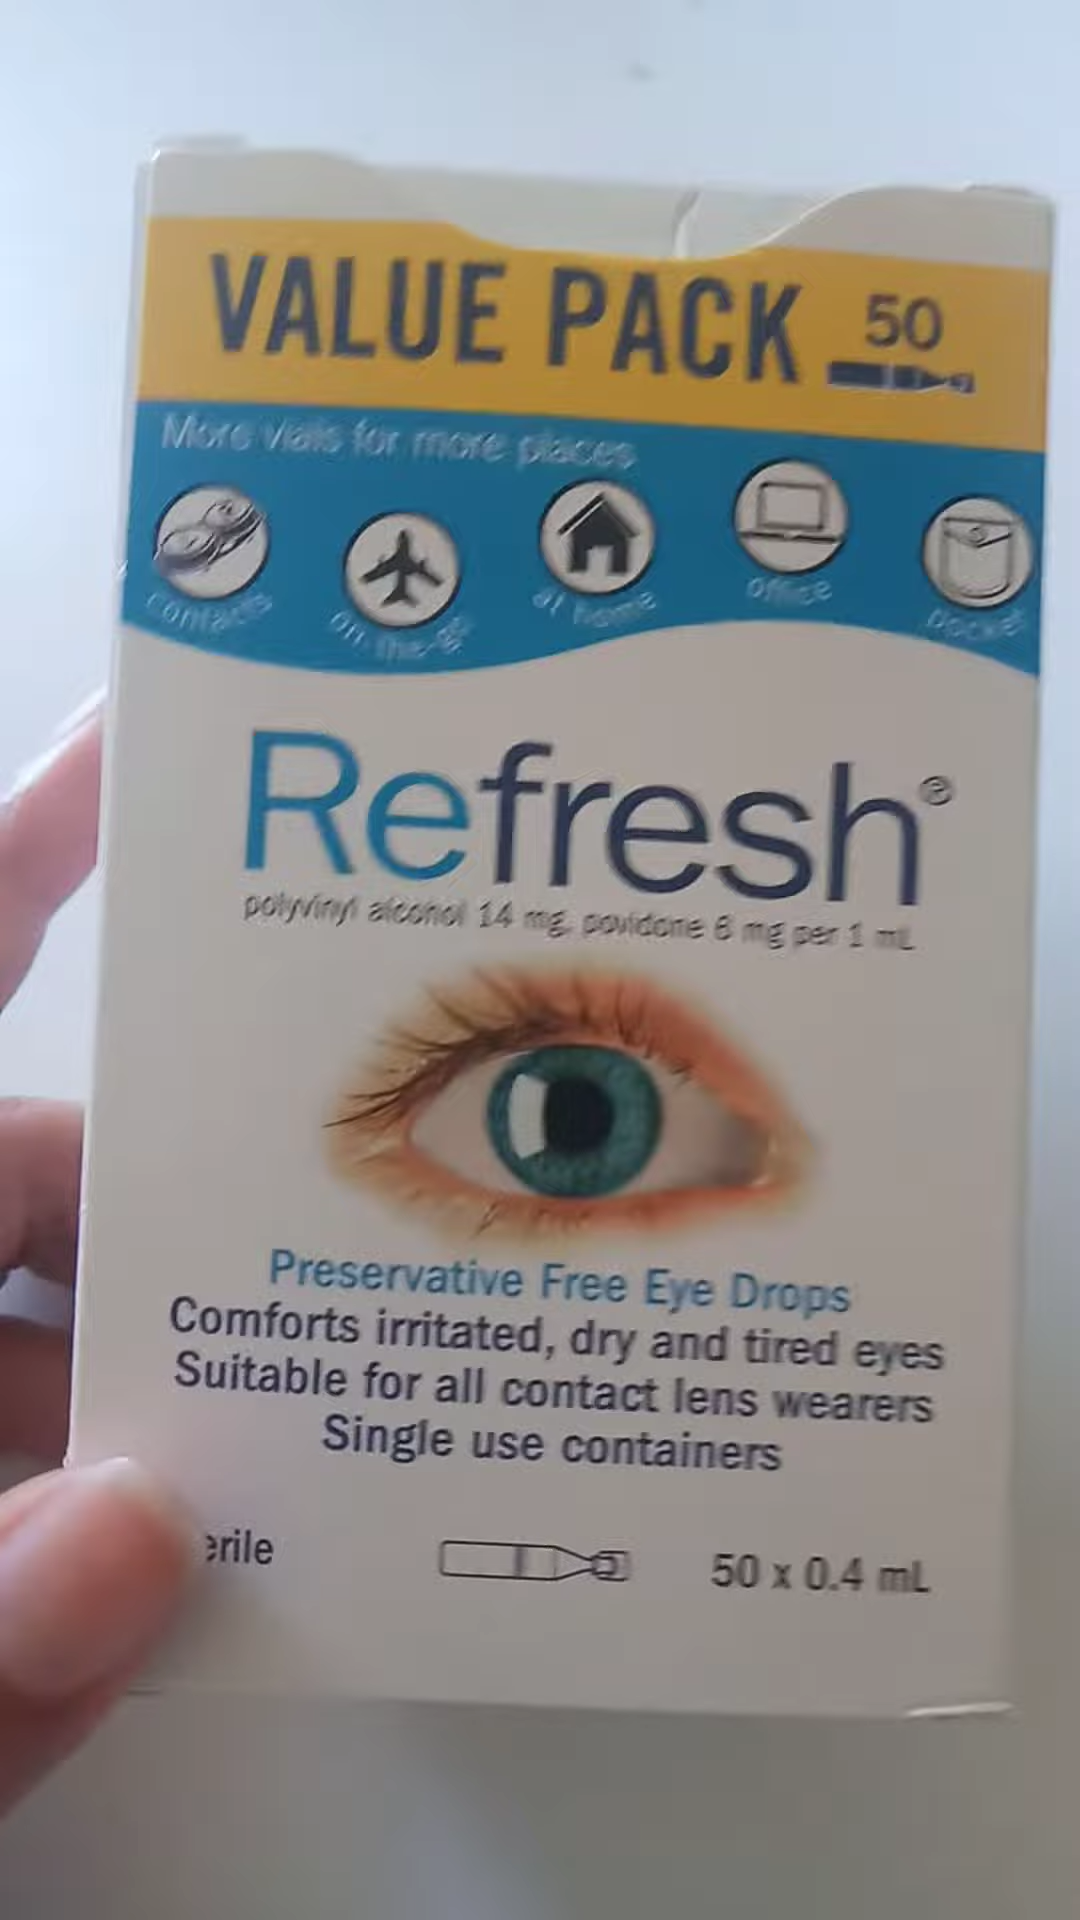 VALUE PACK 50
More vials for more places
contacts
on-the-go
at home
office
pocket
Refresh®
polyvinyl alcohol 14 mg, povidone 6 mg per 1 mL
Preservative Free Eye Drops
Comforts irritated, dry and tired eyes
Suitable for all contact lens wearers
Single use containers
erile
50 x 0.4 mL